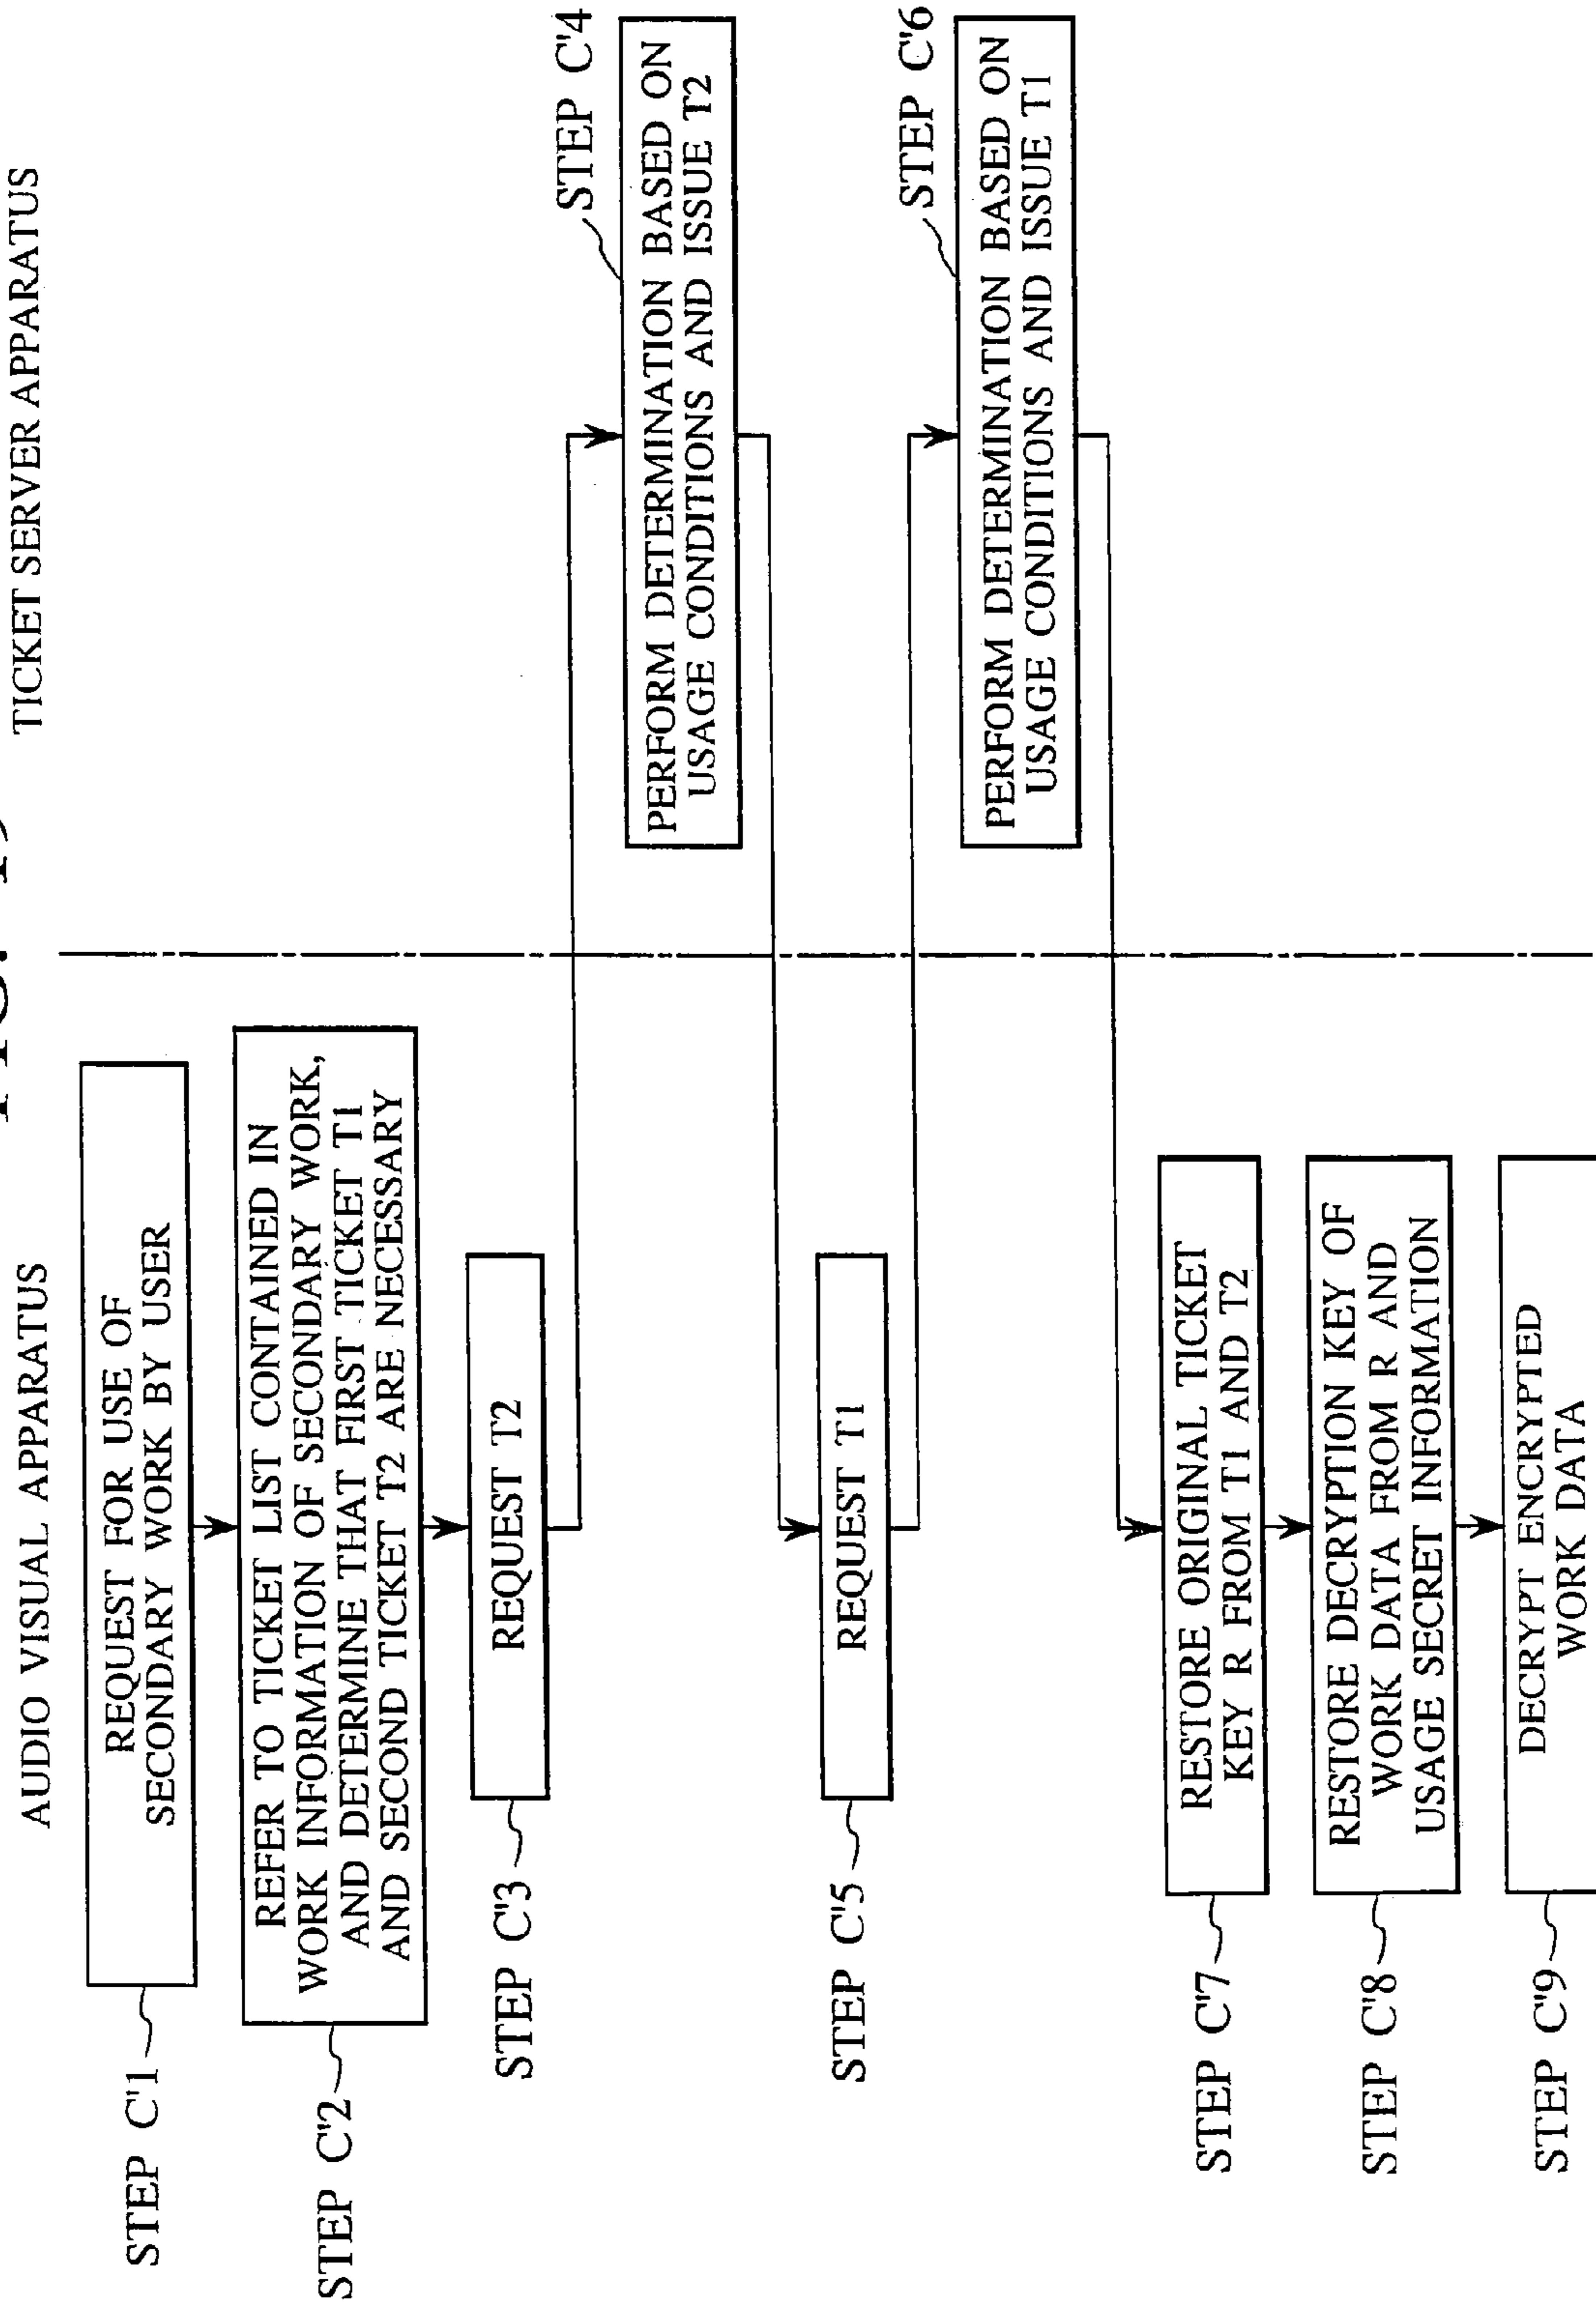 AUDIO VISUAL APPARATUS
TICKET SERVER APPARATUS
STEP C'1
REQUEST FOR USE OF
SECONDARY WORK BY USER
STEP C'2
REFER TO TICKET LIST CONTAINED IN
WORK INFORMATION OF SECONDARY WORK,
AND DETERMINE THAT FIRST TICKET T1
AND SECOND TICKET T2 ARE NECESSARY
STEP C'3
REQUEST T2
STEP C'4
PERFORM DETERMINATION BASED ON
USAGE CONDITIONS AND ISSUE T2
STEP C'5
REQUEST T1
STEP C'6
PERFORM DETERMINATION BASED ON
USAGE CONDITIONS AND ISSUE T1
STEP C'7
RESTORE ORIGINAL TICKET
KEY R FROM T1 AND T2
STEP C'8
RESTORE DECRYPTION KEY OF
WORK DATA FROM R AND
USAGE SECRET INFORMATION
STEP C'9
DECRYPT ENCRYPTED
WORK DATA